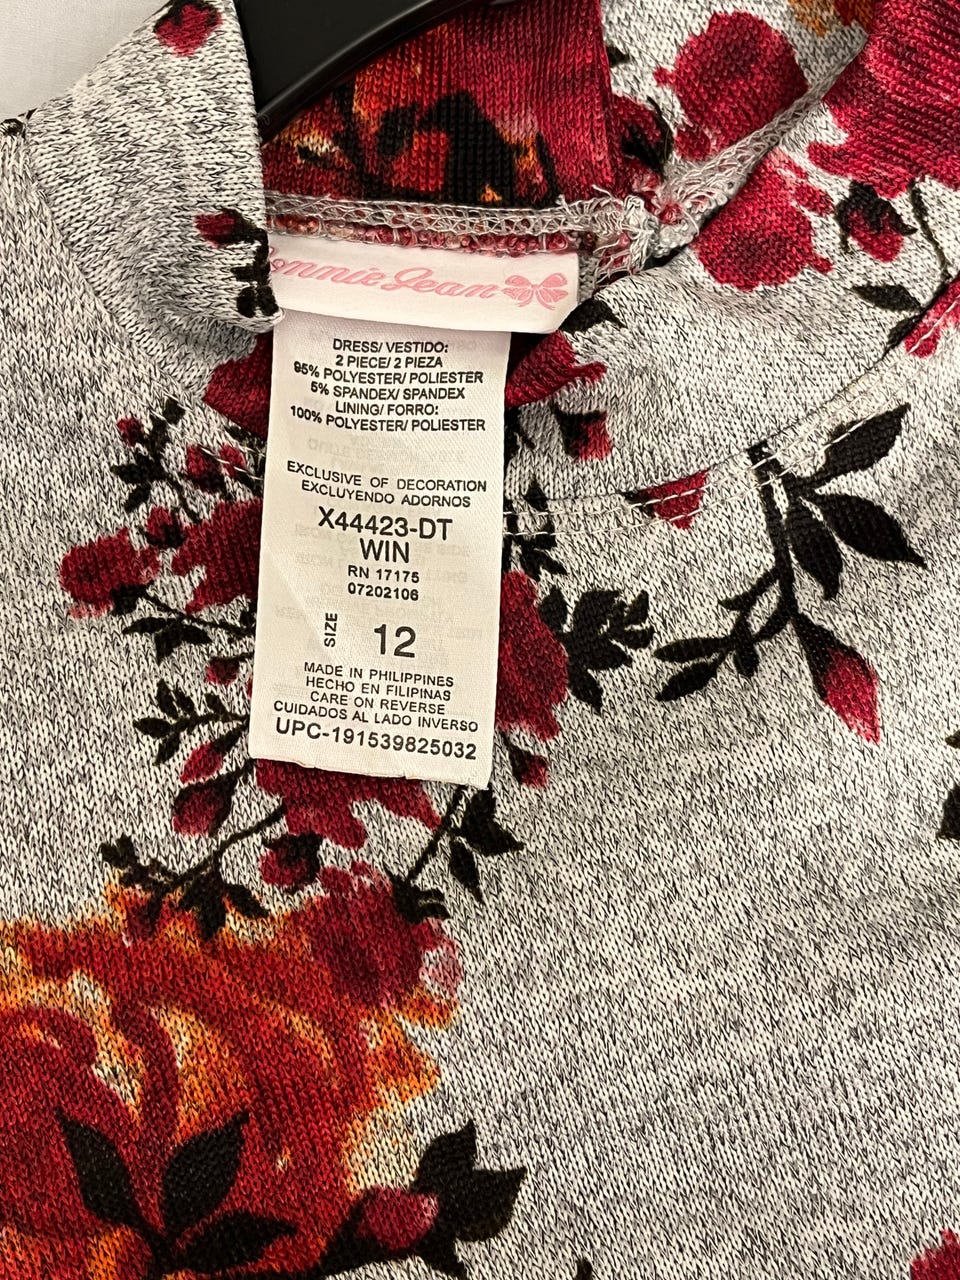 onnie Jean
DRESS/ VESTIDO:
2 PIECE/ 2 PIEZA
95% POLYESTER/ POLIESTER
5% SPANDEX/ SPANDEX
LINING/ FORRO:
100% POLYESTER/ POLIESTER
EXCLUSIVE OF DECORATION
EXCLUYENDO ADORNOS
X44423-DT
WIN
RN 17175
07202106
SIZE 12
MADE IN PHILIPPINES
HECHO EN FILIPINAS
CARE ON REVERSE
CUIDADOS AL LADO INVERSO
UPC-191539825032